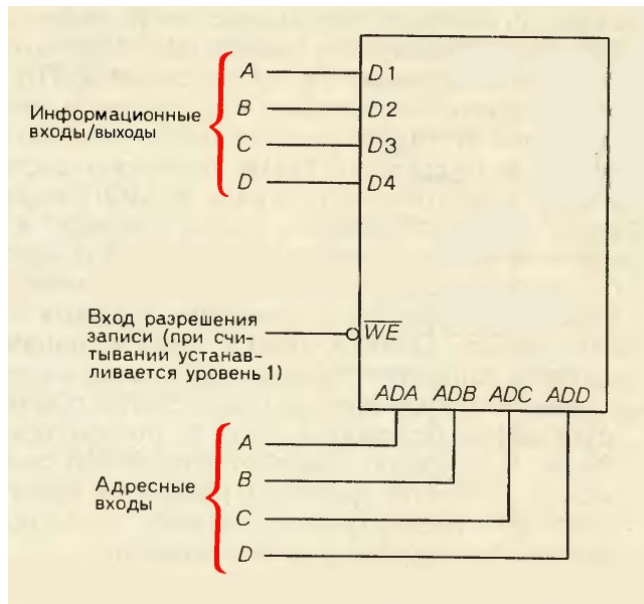 A D1
B D2
Информационные
входы/выходы
C D3
D D4
Вход разрешения
записи (при счи-
тывании устанав-
ливается уровень 1)
WE
ADA ADB ADC ADD
A
B
Адресные
входы
C
D